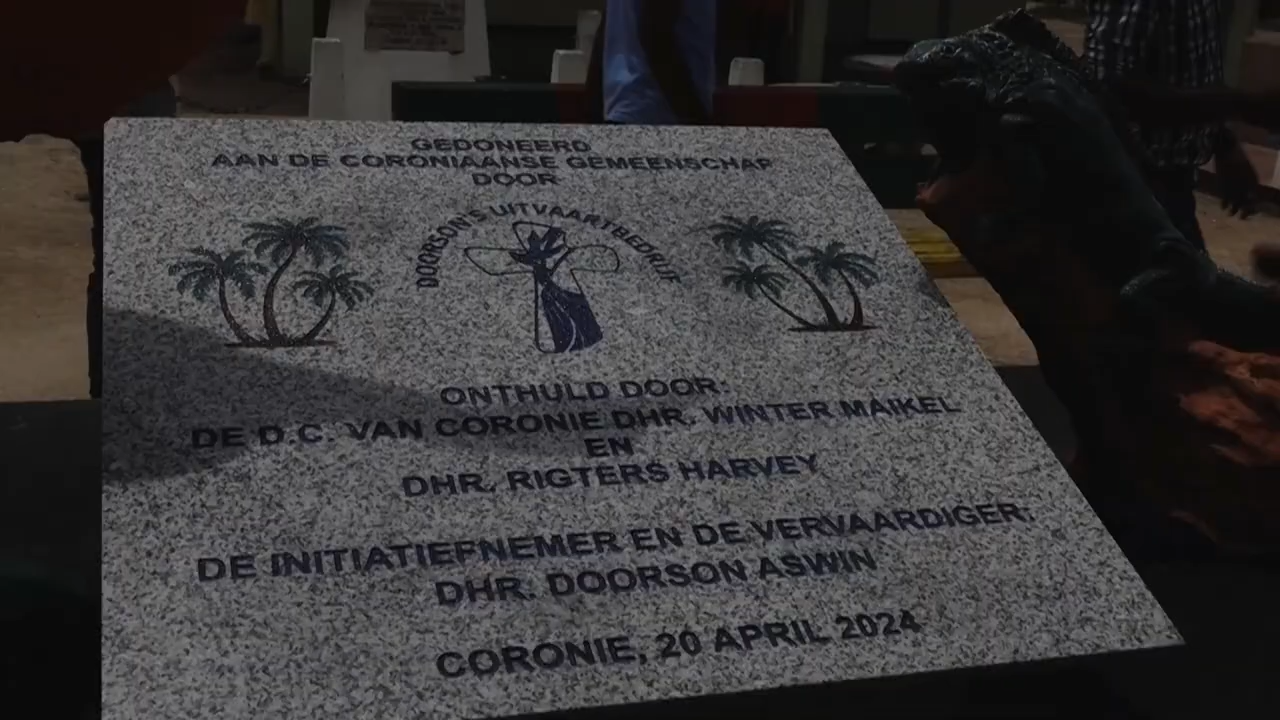 GEDONEERD
AAN DE CORONIAANSE GEMEENSCHAP
DOOR
DOORSON'S UITVAARTBEDRIJF
ONTHULD DOOR:
DE D.C. VAN CORONIE DHR. WINTER MAIKEL
EN
DHR. RIGTERS HARVEY
DE INITIATIEFNEMER EN DE VERVAARDIGER:
DHR. DOORSON ASWIN
CORONIE, 20 APRIL 2024